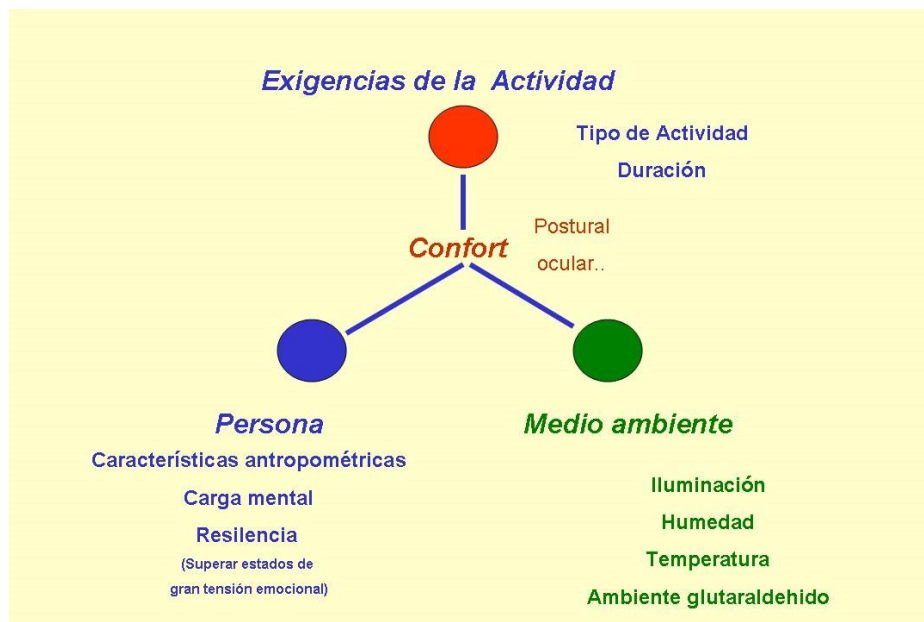 Exigencias de la Actividad
Tipo de Actividad
Duración
Confort
Postural
ocular..
Persona
Características antropométricas
Carga mental
Resilencia
(Superar estados de
gran tensión emocional)
Medio ambiente
Iluminación
Humedad
Temperatura
Ambiente glutaraldehido